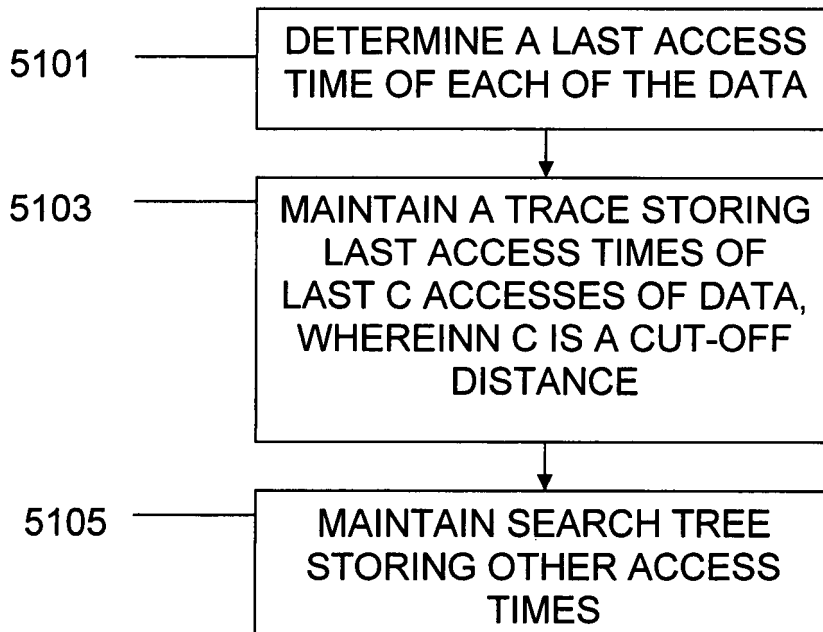 5101
DETERMINE A LAST ACCESS
TIME OF EACH OF THE DATA
5103
MAINTAIN A TRACE STORING
LAST ACCESS TIMES OF
LAST C ACCESSES OF DATA,
WHEREINN C IS A CUT-OFF
DISTANCE
5105
MAINTAIN SEARCH TREE
STORING OTHER ACCESS
TIMES